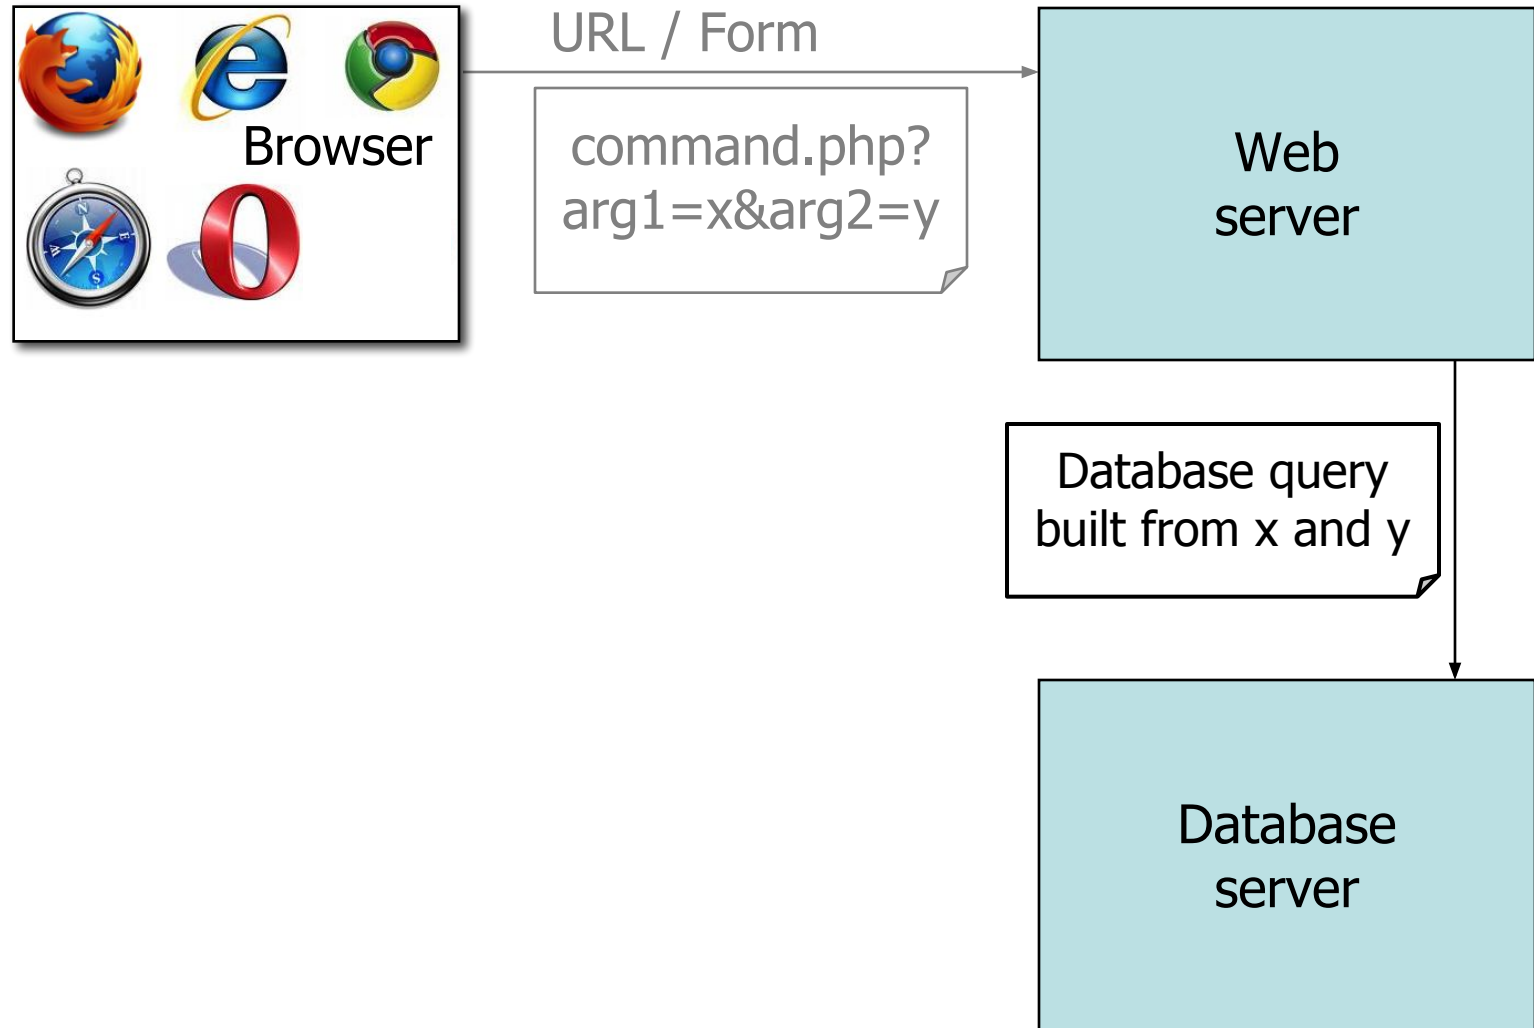 URL / Form
Browser
command.php?
arg1=x&arg2=y
Web
server
Database query
built from x and y
Database
server